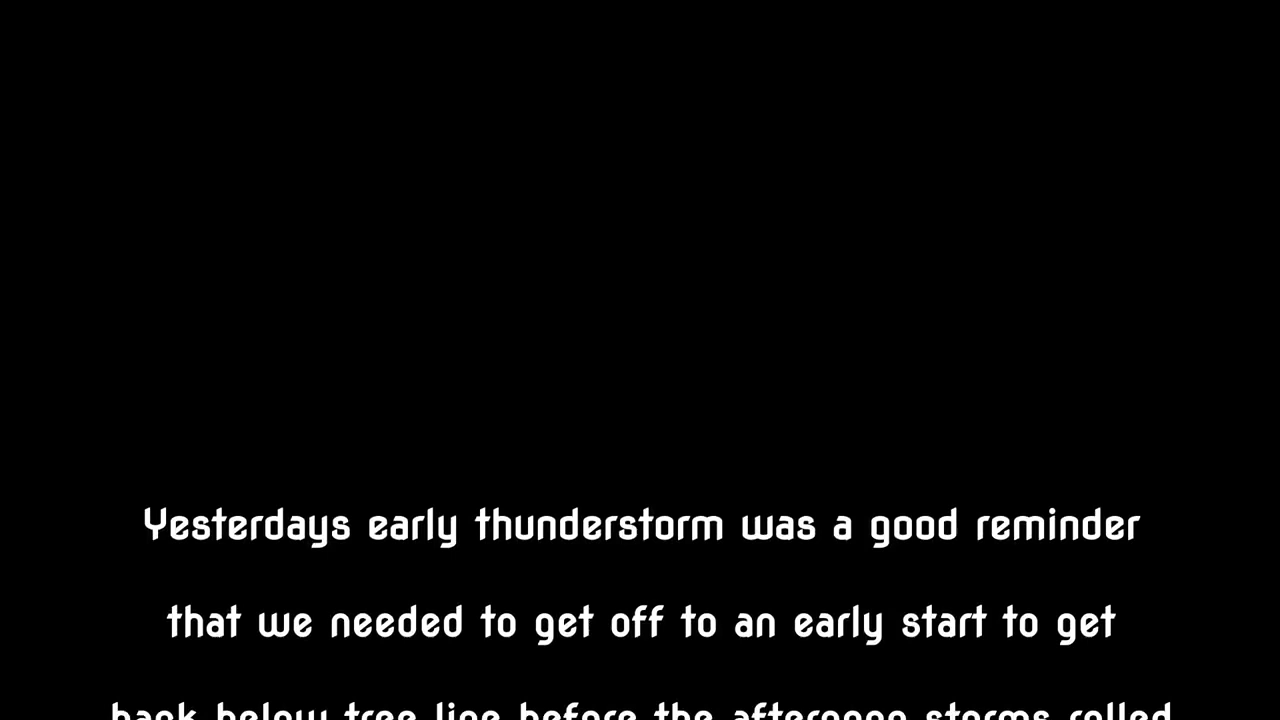 Yesterdays early thunderstorm was a good reminder
that we needed to get off to an early start to get
back below tree line before the afternoon storms rolled